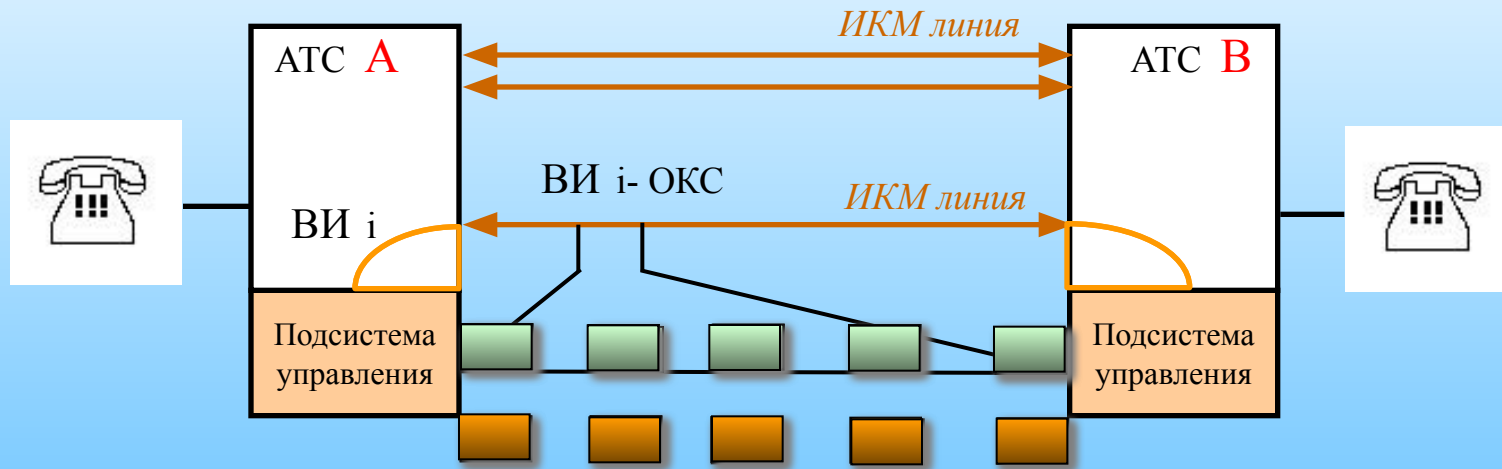 ИКМ линия
АТС А
АТС В
ВИ i- ОКС
ИКМ линия
ВИ i
Подсистема
управления
Подсистема
управления